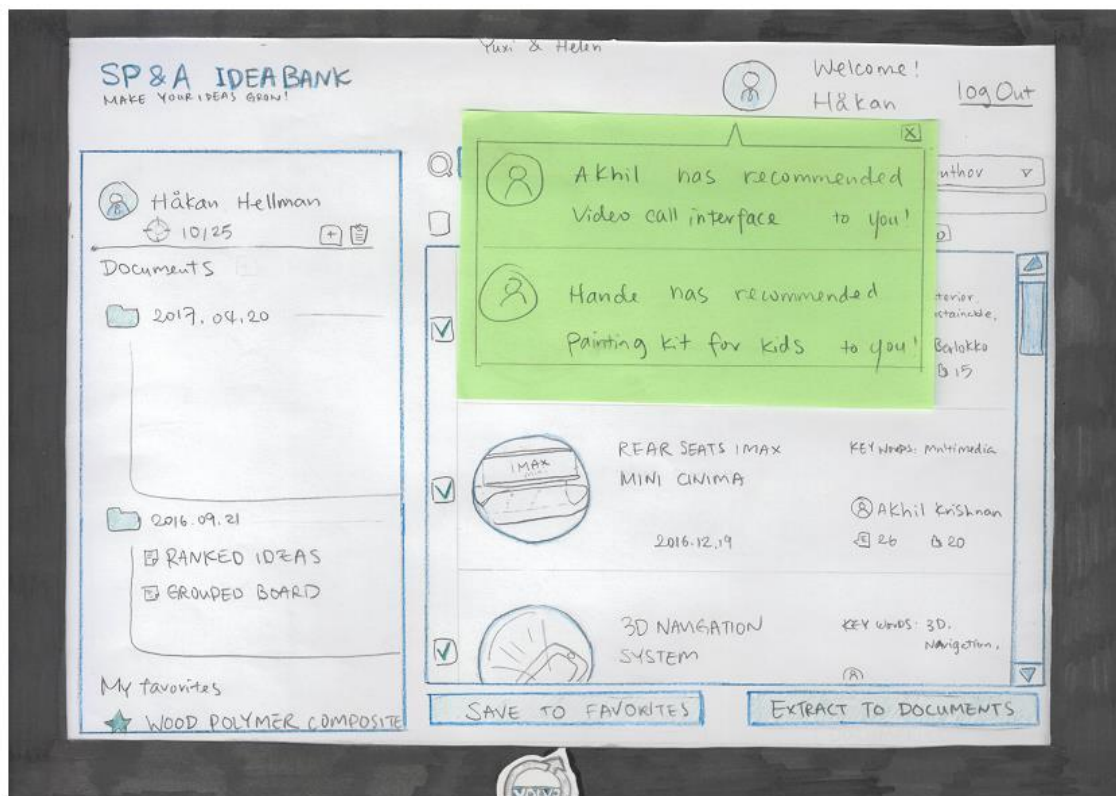 Yuxi & Helen
SP & A IDEABANK
MAKE YOUR IDEAS GROW!
Welcome!
Håkan
log Out
Håkan Hellman
10/25
Documents
2017.04.20
2016.09.21
RANKED IDEAS
GROUPED BOARD
My favorites
WOOD POLYMER COMPOSITE
Akhil has recommended
Video call interface to you!
Hande has recommended
Painting kit for kids to you!
uthor
terior,
stainable,
Barlokko
15
IMAX
REAR SEATS IMAX
MINI CINIMA
2016.12.19
KEY WORDS: Multimedia
Akhil Krishnan
26 20
3D NAVIGATION
SYSTEM
KEY WORDS: 3D,
Navigation,
SAVE TO FAVORITES
EXTRACT TO DOCUMENTS
VOLVO